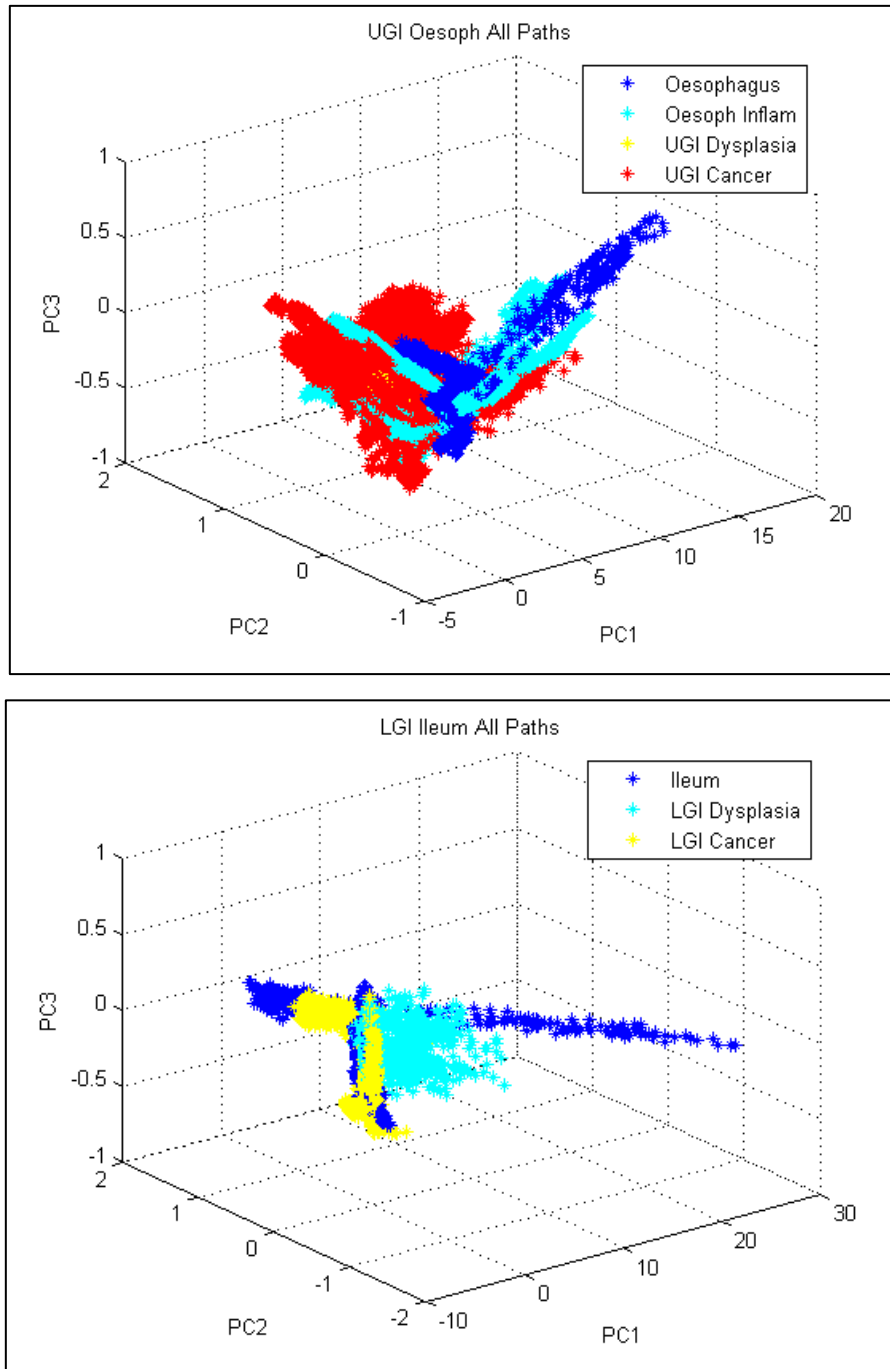 UGI Oesoph All Paths
Oesophagus
Oesoph Inflam
UGI Dysplasia
UGI Cancer
1
0.5
0
-0.5
-1
PC3
2
1
0
-1
PC2
-5
0
5
10
15
20
PC1
LGI Ileum All Paths
Ileum
LGI Dysplasia
LGI Cancer
1
0.5
0
-0.5
-1
PC3
2
1
0
-1
-2
PC2
-10
0
10
20
30
PC1